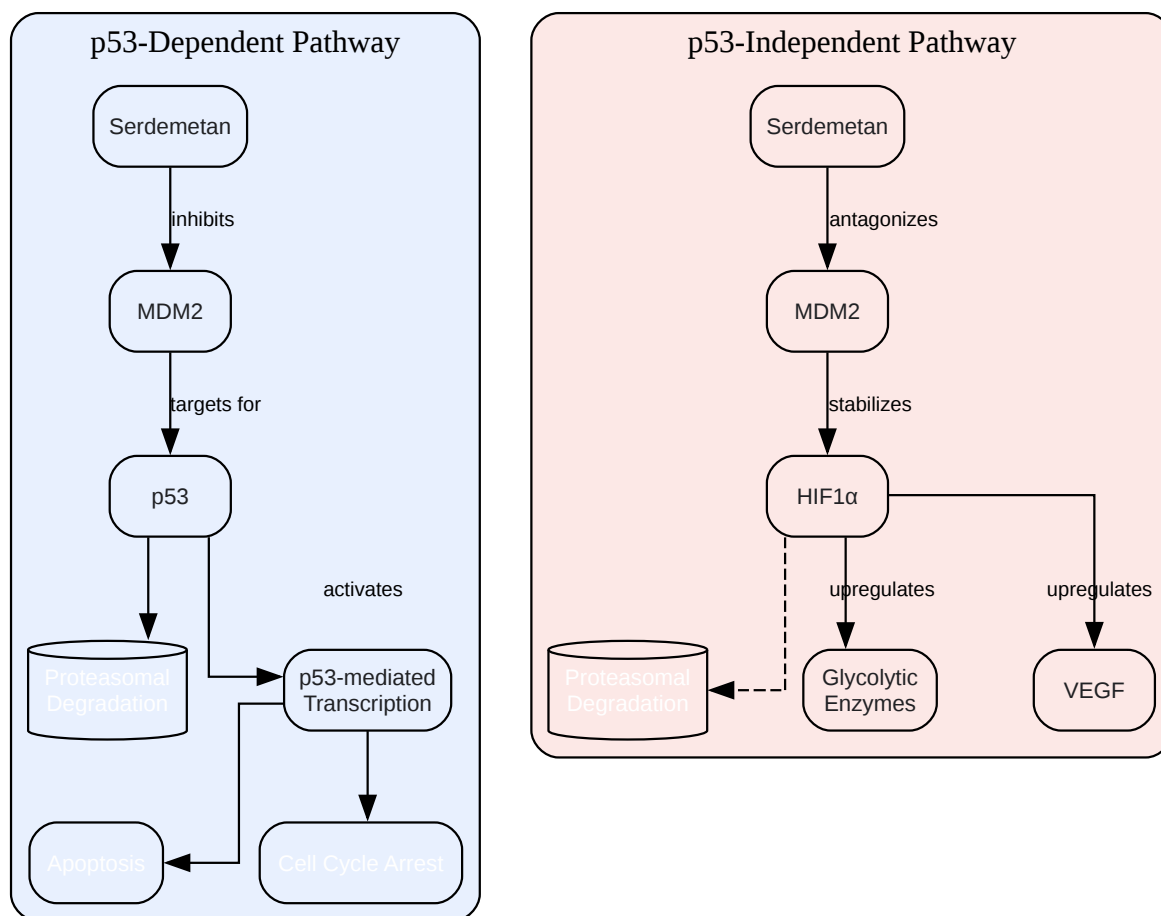 p53-Dependent Pathway
Serdemetan
inhibits
MDM2
targets for
p53
activates
Proteasomal
Degradation
p53-mediated
Transcription
Apoptosis
Cell Cycle Arrest
p53-Independent Pathway
Serdemetan
antagonizes
MDM2
stabilizes
HIF1α
upregulates
upregulates
Proteasomal
Degradation
Glycolytic
Enzymes
VEGF